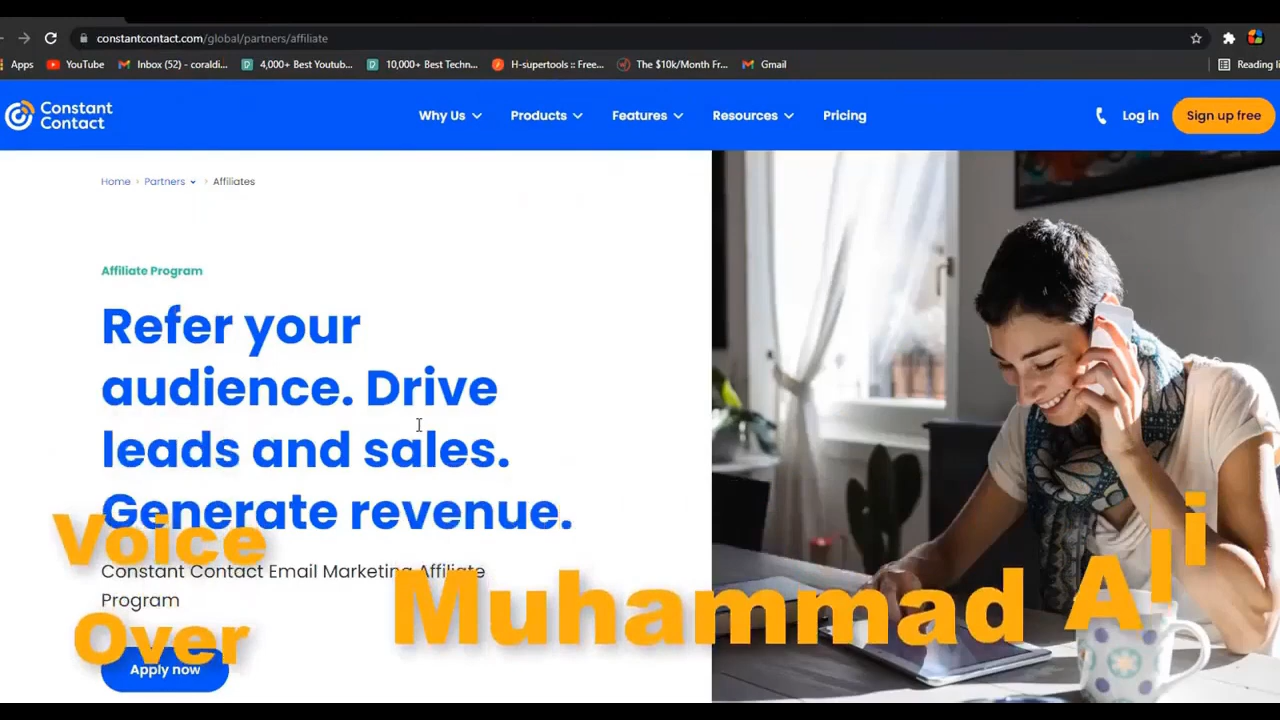 constantcontact.com/global/partners/affiliate
Apps YouTube Inbox (52) - coraldi... 4,000+ Best Youtub... 10,000+ Best Techn... H-supertools :: Free... The $10k/Month Fr... Gmail Reading li
Constant
Contact
Why Us Products Features Resources Pricing Log in Sign up free
Home Partners Affiliates
Affiliate Program
Refer your
audience. Drive
leads and sales.
Generate revenue.
Constant Contact Email Marketing Affiliate
Program
Apply now
Voice
Over
Muhammad Ali